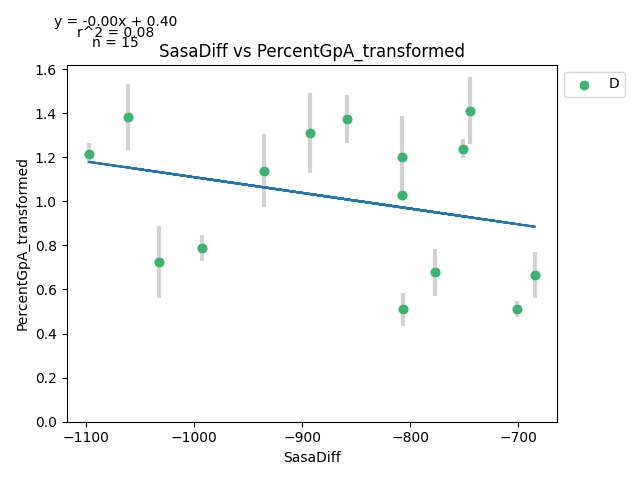 y = -0.00x + 0.40
r^2 = 0.08
n = 15
SasaDiff vs PercentGpA_transformed
D
PercentGpA_transformed
1.6
1.4
1.2
1.0
0.8
0.6
0.4
0.2
0.0
−1100 −1000 −900 −800 −700
SasaDiff